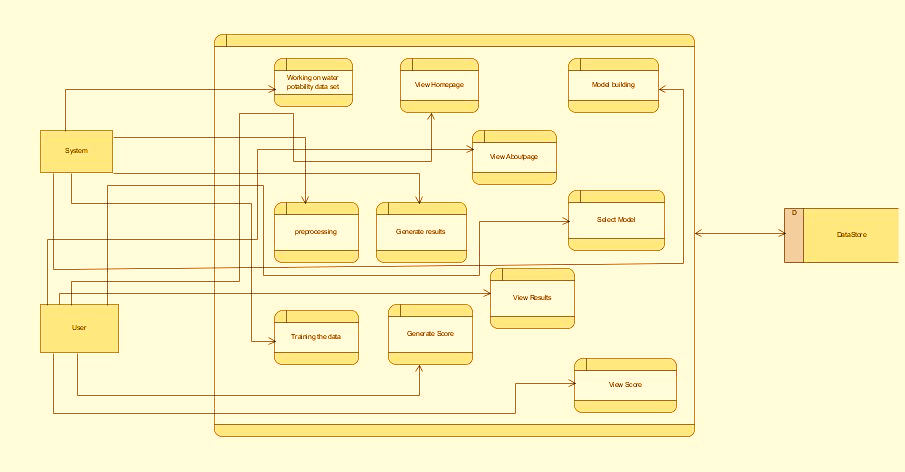 Working on water
potability data set
View Homepage
Model building
System
View Aboutpage
preprocessing
Generate results
Select Model
D
DataStore
View Results
User
Training the data
Generate Score
View Score